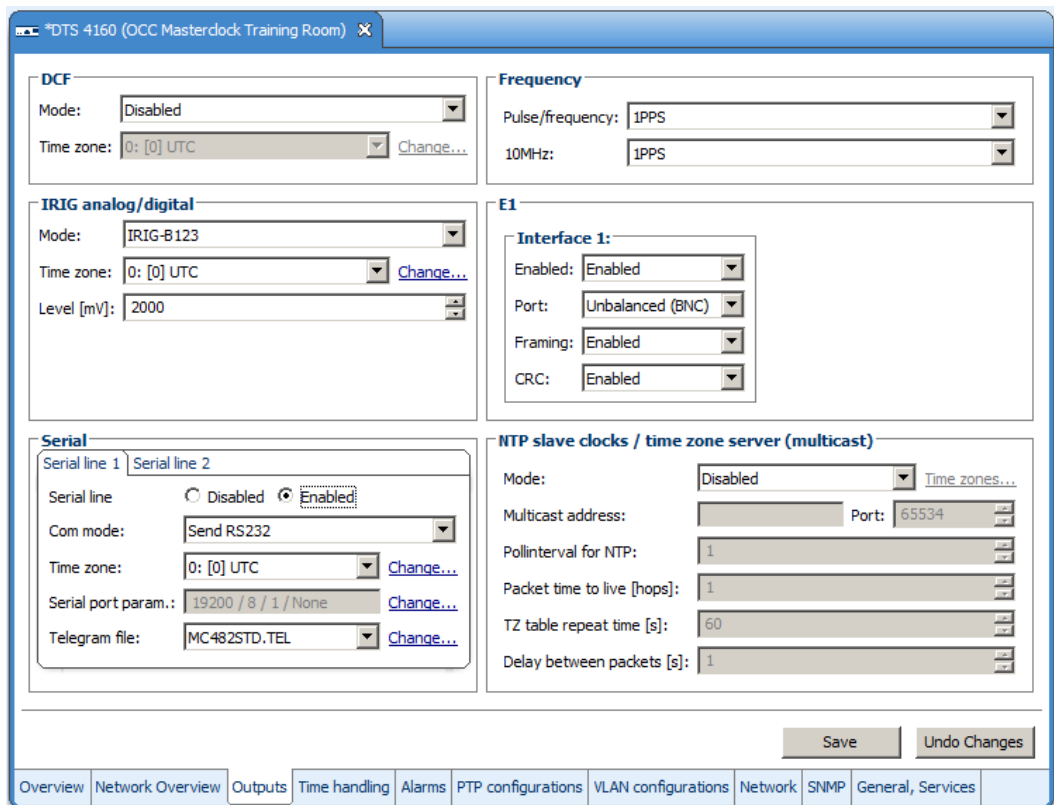 *DTS 4160 (OCC Masterclock Training Room)
DCF
Mode: Disabled
Time zone: 0: [0] UTC Change...
Frequency
Pulse/frequency: 1PPS
10MHz: 1PPS
IRIG analog/digital
Mode: IRIG-B123
Time zone: 0: [0] UTC Change...
Level [mV]: 2000
E1
Interface 1:
Enabled: Enabled
Port: Unbalanced (BNC)
Framing: Enabled
CRC: Enabled
Serial
Serial line 1 Serial line 2
Serial line Disabled Enabled
Com mode: Send RS232
Time zone: 0: [0] UTC Change...
Serial port param.: 19200 / 8 / 1 / None Change...
Telegram file: MC482STD.TEL Change...
NTP slave clocks / time zone server (multicast)
Mode: Disabled Time zones...
Multicast address: Port: 65534
Pollinterval for NTP: 1
Packet time to live [hops]: 1
TZ table repeat time [s]: 60
Delay between packets [s]: 1
Save Undo Changes
Overview Network Overview Outputs Time handling Alarms PTP configurations VLAN configurations Network SNMP General, Services